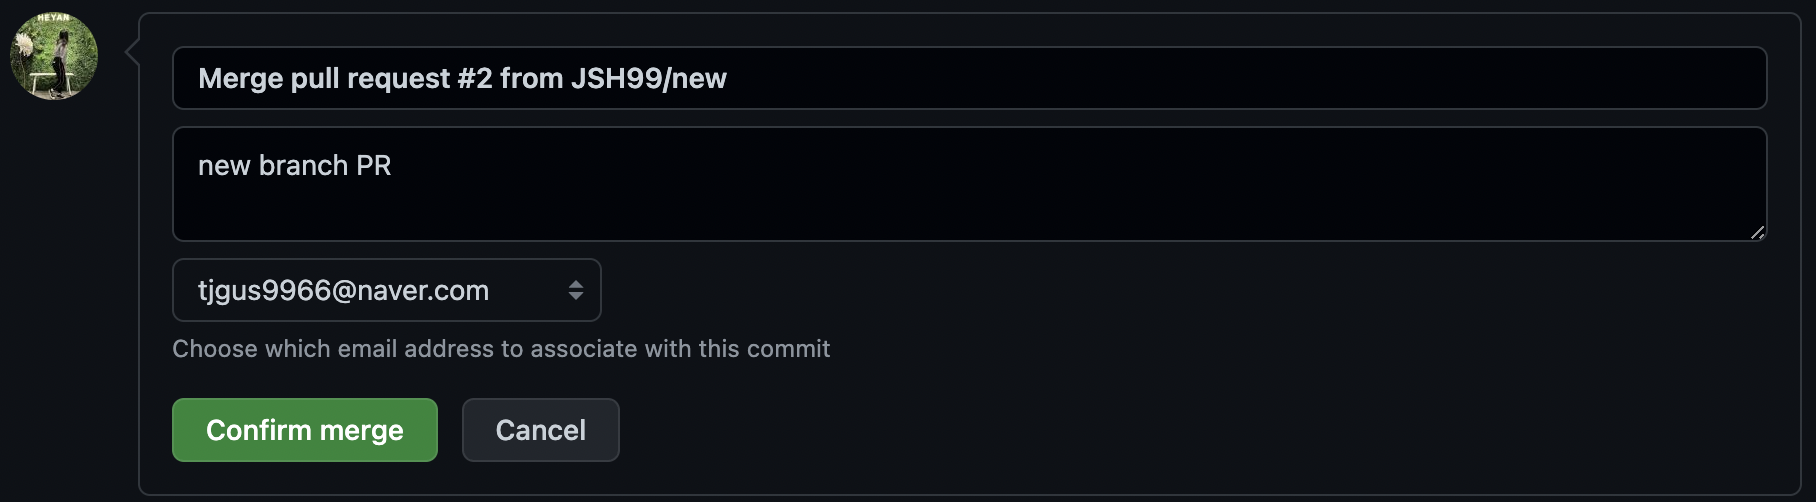 HEYAN
Merge pull request #2 from JSH99/new
new branch PR
tjgus9966@naver.com
Choose which email address to associate with this commit
Confirm merge
Cancel